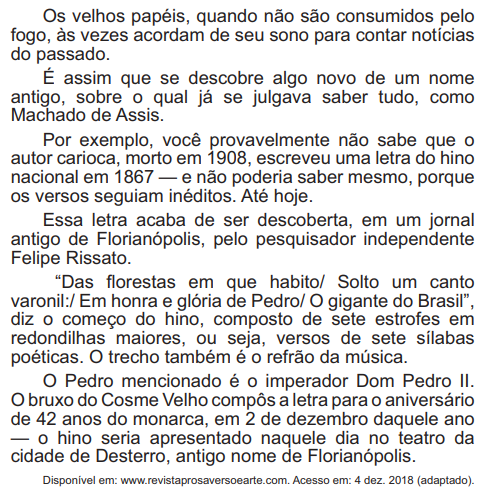 Os velhos papéis, quando não são consumidos pelo
fogo, às vezes acordam de seu sono para contar notícias
do passado.
É assim que se descobre algo novo de um nome
antigo, sobre o qual já se julgava saber tudo, como
Machado de Assis.
Por exemplo, você provavelmente não sabe que o
autor carioca, morto em 1908, escreveu uma letra do hino
nacional em 1867 — e não poderia saber mesmo, porque
os versos seguiam inéditos. Até hoje.
Essa letra acaba de ser descoberta, em um jornal
antigo de Florianópolis, pelo pesquisador independente
Felipe Rissato.
“Das florestas em que habito/ Solto um canto
varonil:/ Em honra e glória de Pedro/ O gigante do Brasil”,
diz o começo do hino, composto de sete estrofes em
redondilhas maiores, ou seja, versos de sete sílabas
poéticas. O trecho também é o refrão da música.
O Pedro mencionado é o imperador Dom Pedro II.
O bruxo do Cosme Velho compôs a letra para o aniversário
de 42 anos do monarca, em 2 de dezembro daquele ano
— o hino seria apresentado naquele dia no teatro da
cidade de Desterro, antigo nome de Florianópolis.
Disponível em: www.revistaprosaversoearte.com. Acesso em: 4 dez. 2018 (adaptado).